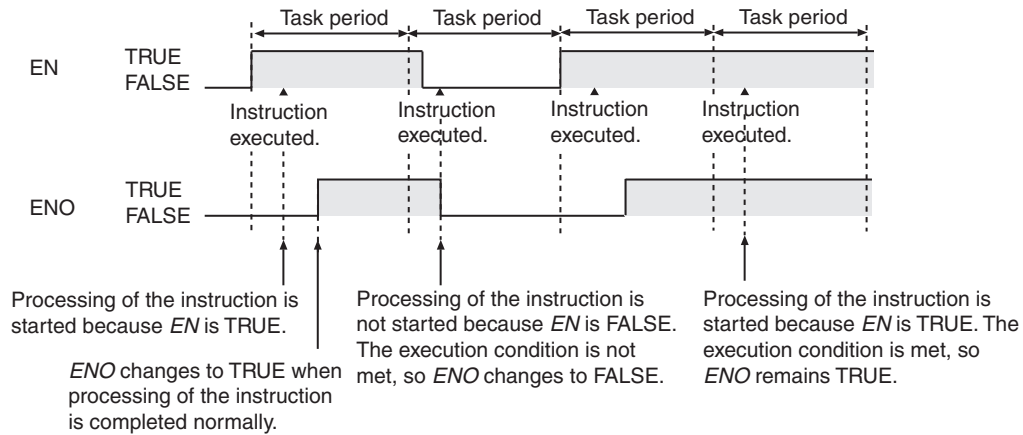 Task period Task period Task period Task period
EN
TRUE
FALSE
Instruction
executed.
Instruction
executed.
Instruction
executed.
Instruction
executed.
ENO
TRUE
FALSE
Processing of the instruction is
started because EN is TRUE.
ENO changes to TRUE when
processing of the instruction
is completed normally.
Processing of the instruction is
not started because EN is FALSE.
The execution condition is not
met, so ENO changes to FALSE.
Processing of the instruction is
started because EN is TRUE. The
execution condition is met, so
ENO remains TRUE.